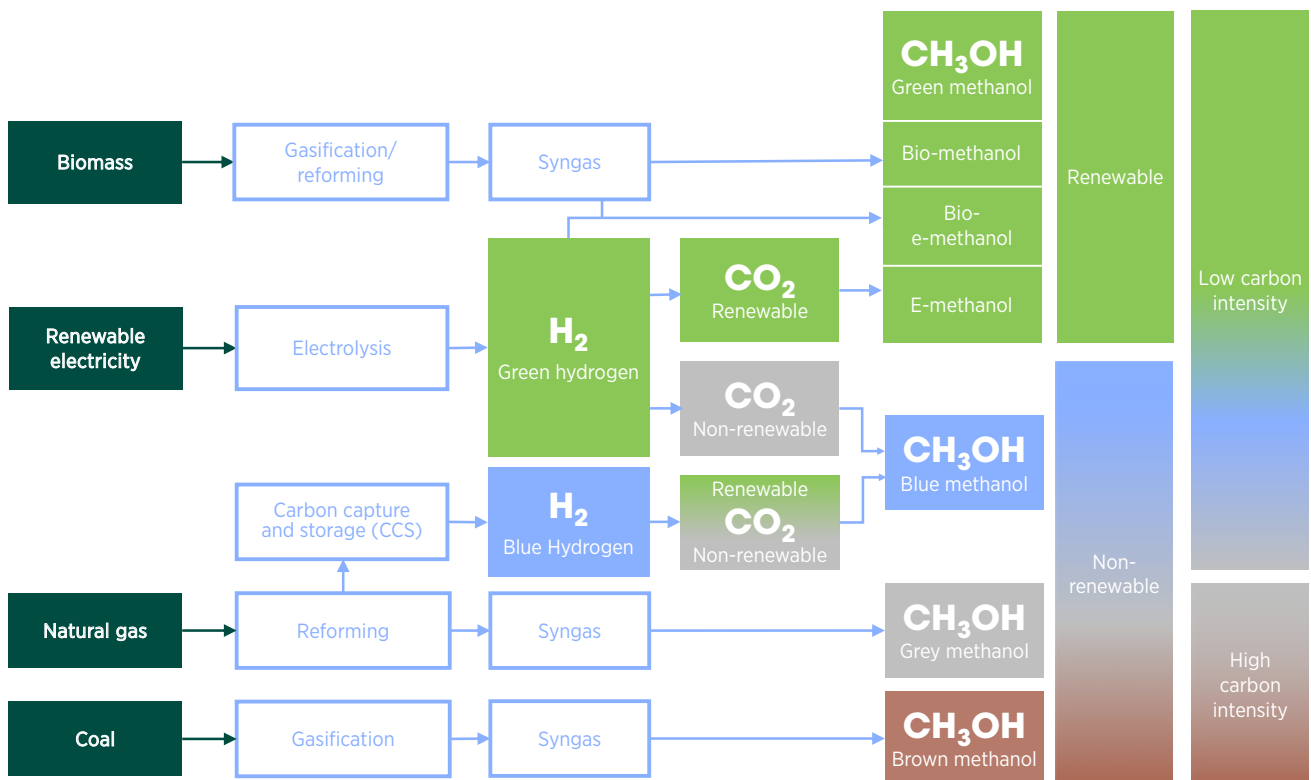 CH₃OH
Green methanol
Biomass
Gasification/
reforming
Syngas
Bio-methanol
Renewable
Bio-
e-methanol
Low carbon
intensity
Renewable
electricity
Electrolysis
H₂
Green hydrogen
CO₂
Renewable
E-methanol
CO₂
Non-renewable
CH₃OH
Blue methanol
Carbon capture
and storage (CCS)
H₂
Blue Hydrogen
Renewable
CO₂
Non-renewable
Non-
renewable
Natural gas
Reforming
Syngas
CH₃OH
Grey methanol
High
carbon
intensity
Coal
Gasification
Syngas
CH₃OH
Brown methanol